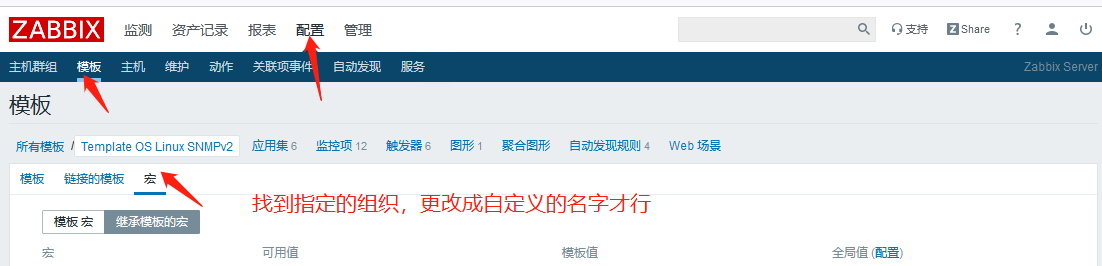 ZABBIX 监测 资产记录 报表 配置 管理 支持 Z Share ?
主机群组 模板 主机 维护 动作 关联项事件 自动发现 服务 Zabbix Server
模板
所有模板 / Template OS Linux SNMPv2 应用集 6 监控项 12 触发器 6 图形 1 聚合图形 自动发现规则 4 Web 场景
模板 链接的模板 宏
找到指定的组织，更改成自定义的名字才行
模板 宏 继承模板的宏
宏 可用值 模板值 全局值 (配置)